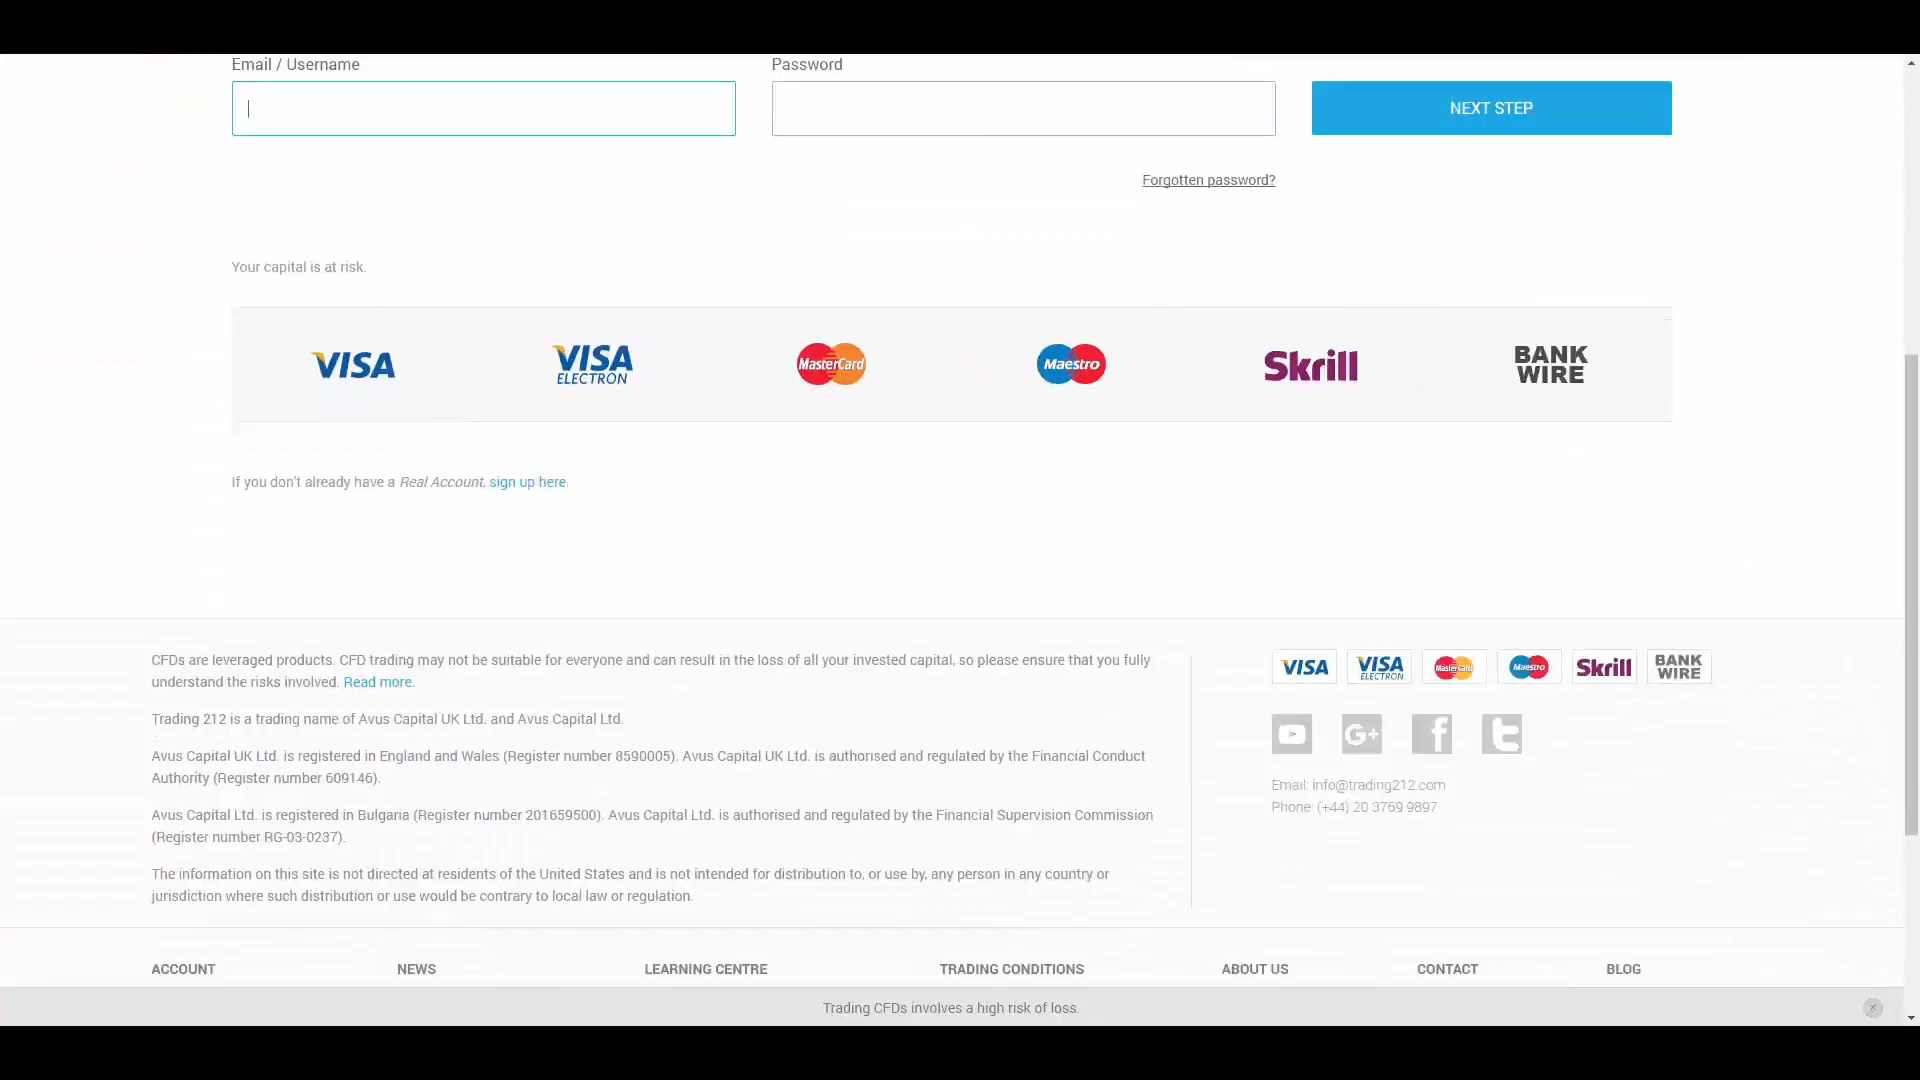 Email / Username
Password
NEXT STEP
Forgotten password?
Your capital is at risk.
VISA
VISA
ELECTRON
MasterCard
Maestro
Skrill
BANK
WIRE
If you don't already have a Real Account, sign up here.
CFDs are leveraged products. CFD trading may not be suitable for everyone and can result in the loss of all your invested capital, so please ensure that you fully
understand the risks involved. Read more.
Trading 212 is a trading name of Avus Capital UK Ltd. and Avus Capital Ltd.
Avus Capital UK Ltd. is registered in England and Wales (Register number 8590005). Avus Capital UK Ltd. is authorised and regulated by the Financial Conduct
Authority (Register number 609146).
Avus Capital Ltd. is registered in Bulgaria (Register number 201659500). Avus Capital Ltd. is authorised and regulated by the Financial Supervision Commission
(Register number RG-03-0237).
The information on this site is not directed at residents of the United States and is not intended for distribution to, or use by, any person in any country or
jurisdiction where such distribution or use would be contrary to local law or regulation.
VISA
VISA
ELECTRON
MasterCard
Maestro
Skrill
BANK
WIRE
G+
f
t
Email: info@trading212.com
Phone: (+44) 20 3769 9897
ACCOUNT
NEWS
LEARNING CENTRE
TRADING CONDITIONS
ABOUT US
CONTACT
BLOG
Trading CFDs involves a high risk of loss.